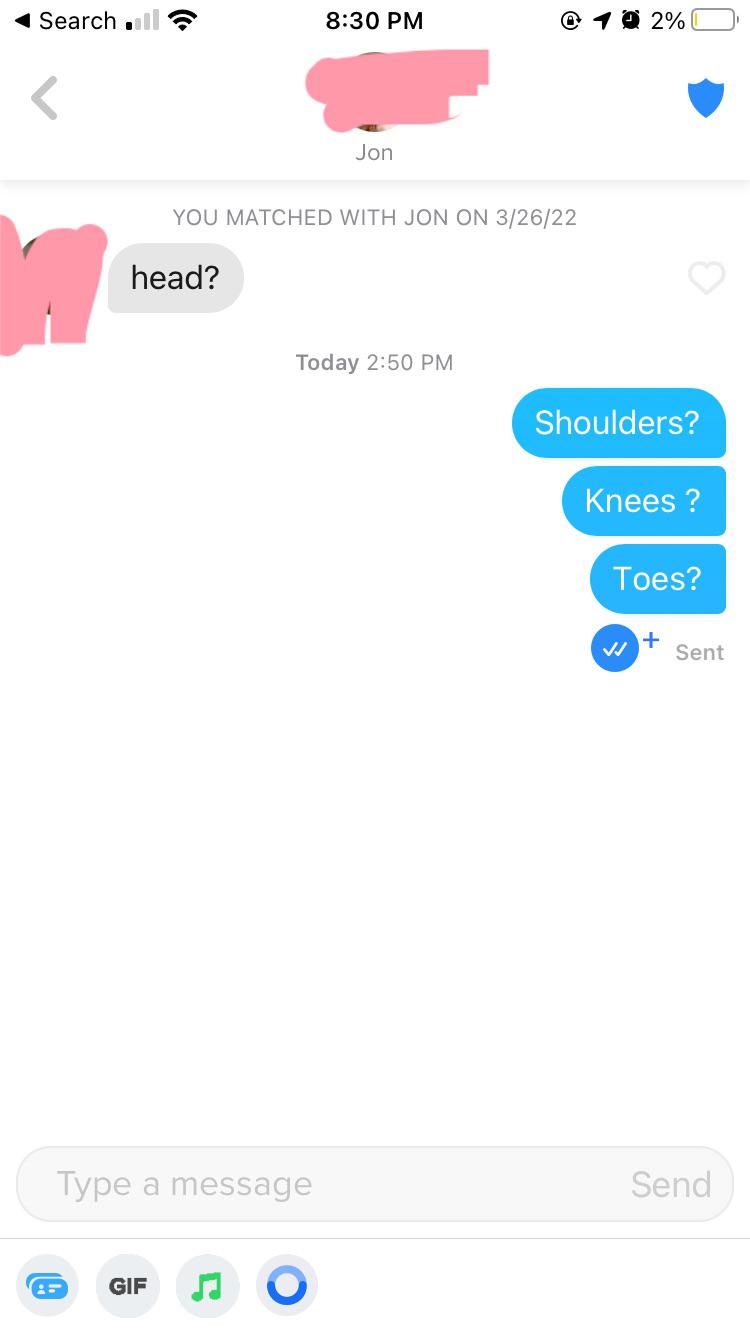 Search 8:30 PM 2%
Jon
YOU MATCHED WITH JON ON 3/26/22
head?
Today 2:50 PM
Shoulders?
Knees ?
Toes?
Sent
Type a message Send
GIF